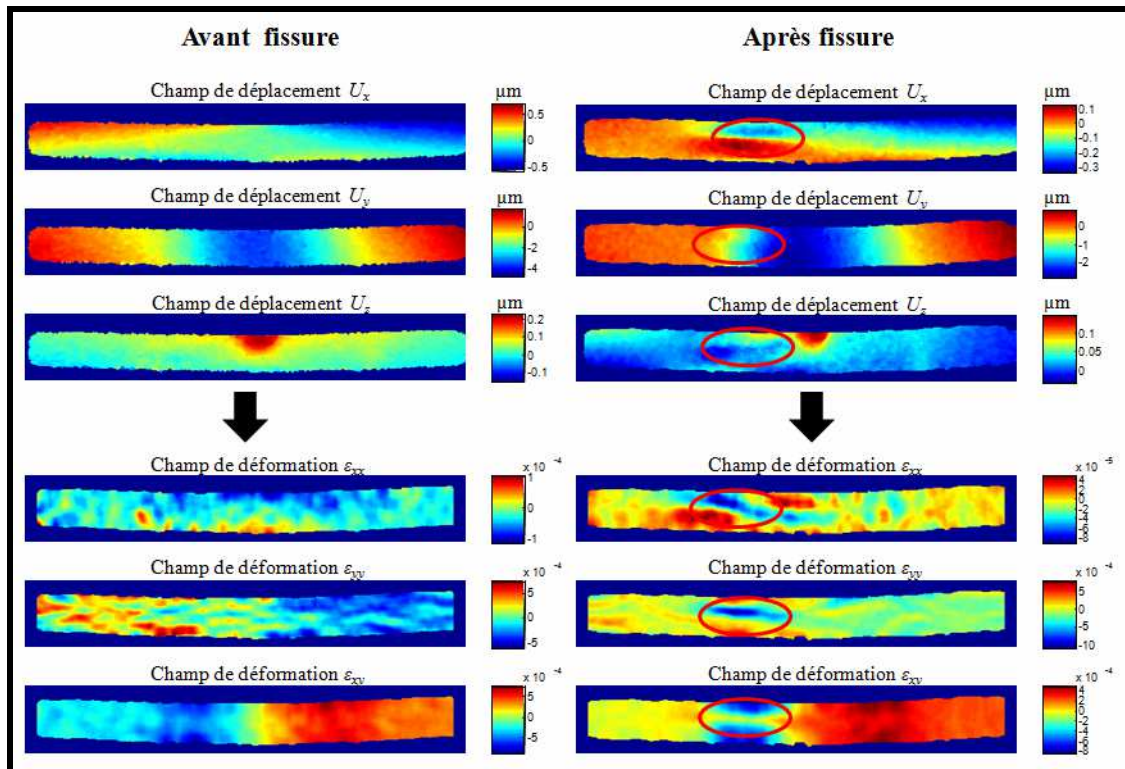 Avant fissure
Après fissure
Champ de déplacement Ux
µm
0.5
0
-0.5
Champ de déplacement Ux
µm
0.1
0
-0.1
-0.2
-0.3
Champ de déplacement Uy
µm
0
-2
-4
Champ de déplacement Uy
µm
0
-1
-2
Champ de déplacement Uz
µm
0.2
0.1
0
-0.1
Champ de déplacement Uz
µm
0.1
0.05
0
Champ de déformation εxx
x 10 -4
1
0
-1
Champ de déformation εxx
x 10 -5
4
2
0
-2
-4
-6
-8
Champ de déformation εyy
x 10 -4
5
0
-5
Champ de déformation εyy
x 10 -4
5
0
-5
-10
Champ de déformation εxy
x 10 -4
5
0
-5
Champ de déformation εxy
x 10 -4
4
2
0
-2
-4
-6
-8